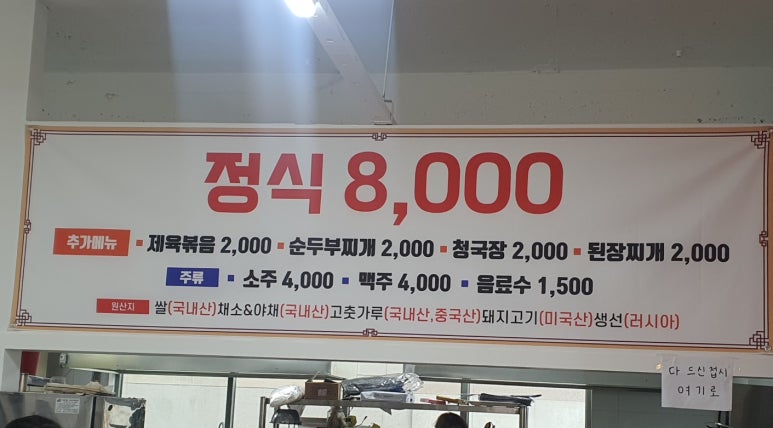 정식 8,000
추가메뉴 ▪ 제육볶음 2,000 ▪ 순두부찌개 2,000 ▪ 청국장 2,000 ▪ 된장찌개 2,000
주류 ▪ 소주 4,000 ▪ 맥주 4,000 ▪ 음료수 1,500
원산지 쌀(국내산)채소&야채(국내산)고춧가루(국내산,중국산)돼지고기(미국산)생선(러시아)
다 드신 접시
여기로